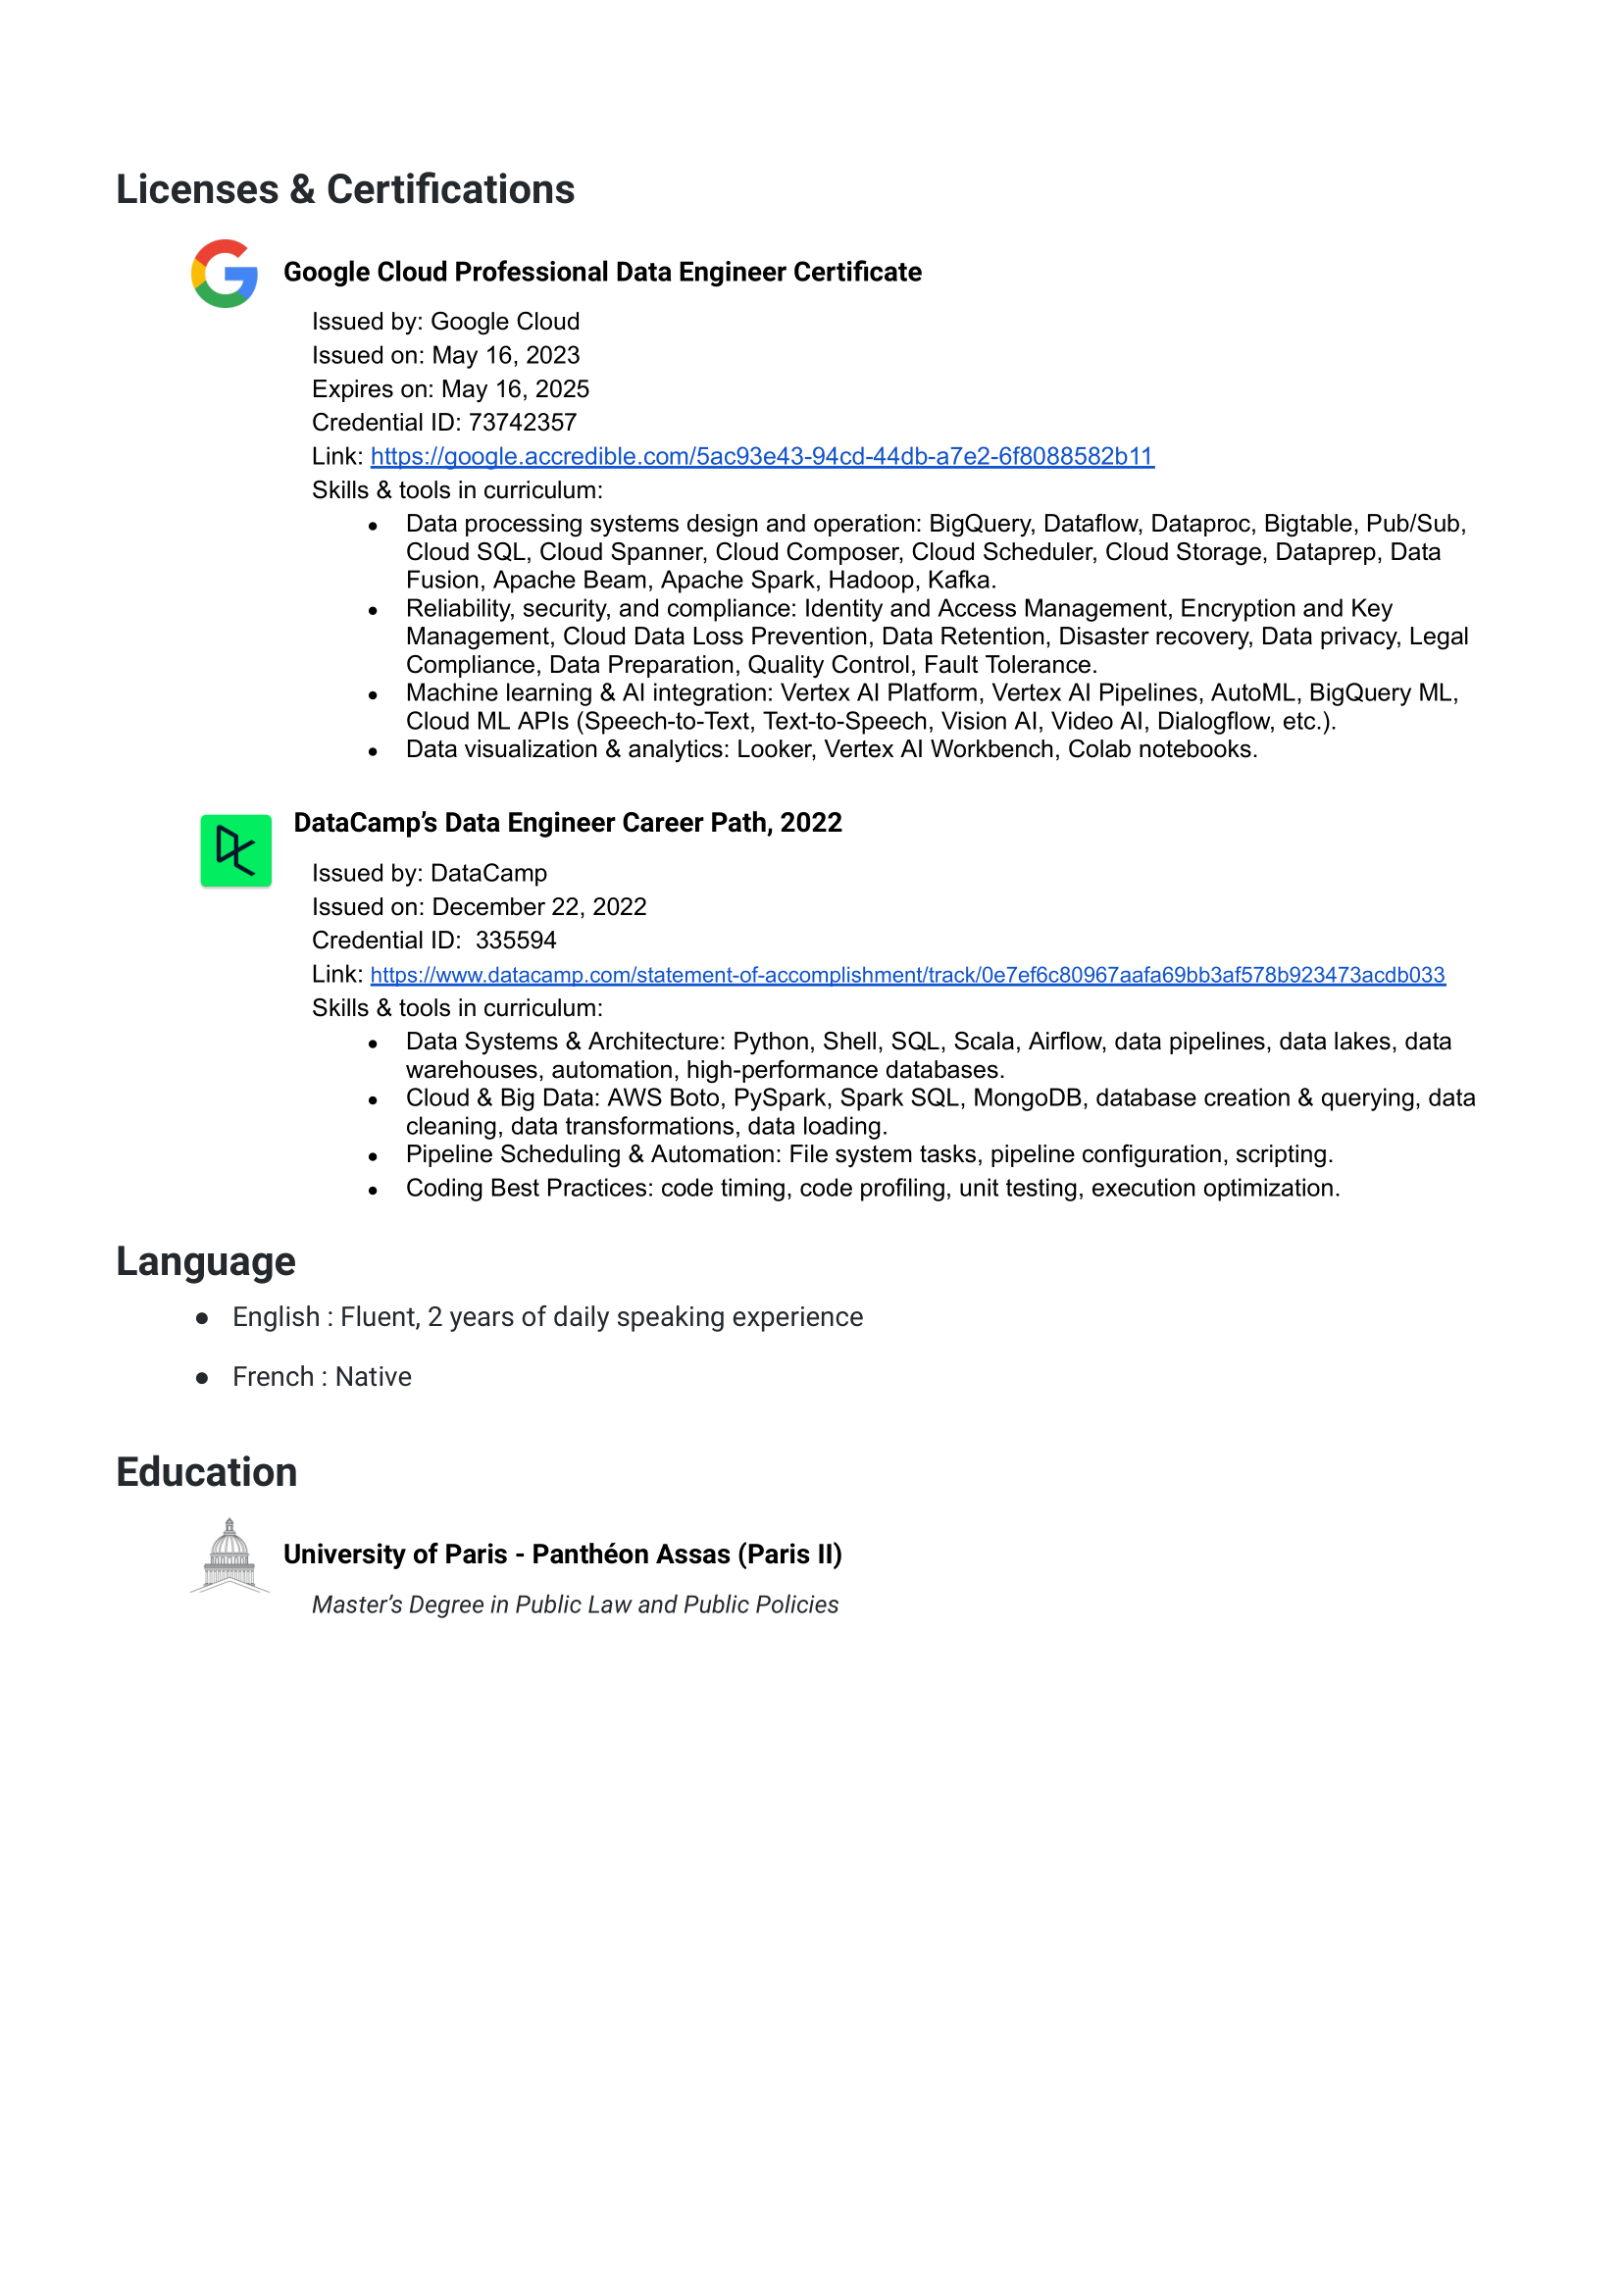 Licenses & Certifications
Google Cloud Professional Data Engineer Certificate
Issued by: Google Cloud
Issued on: May 16, 2023
Expires on: May 16, 2025
Credential ID: 73742357
Link: https://google.accredible.com/5ac93e43-94cd-44db-a7e2-6f8088582b11
Skills & tools in curriculum:
● Data processing systems design and operation: BigQuery, Dataflow, Dataproc, Bigtable, Pub/Sub,
Cloud SQL, Cloud Spanner, Cloud Composer, Cloud Scheduler, Cloud Storage, Dataprep, Data
Fusion, Apache Beam, Apache Spark, Hadoop, Kafka.
● Reliability, security, and compliance: Identity and Access Management, Encryption and Key
Management, Cloud Data Loss Prevention, Data Retention, Disaster recovery, Data privacy, Legal
Compliance, Data Preparation, Quality Control, Fault Tolerance.
● Machine learning & AI integration: Vertex AI Platform, Vertex AI Pipelines, AutoML, BigQuery ML,
Cloud ML APIs (Speech-to-Text, Text-to-Speech, Vision AI, Video AI, Dialogflow, etc.).
● Data visualization & analytics: Looker, Vertex AI Workbench, Colab notebooks.
DataCamp’s Data Engineer Career Path, 2022
Issued by: DataCamp
Issued on: December 22, 2022
Credential ID:  335594
Link: https://www.datacamp.com/statement-of-accomplishment/track/0e7ef6c80967aafa69bb3af578b923473acdb033
Skills & tools in curriculum:
● Data Systems & Architecture: Python, Shell, SQL, Scala, Airflow, data pipelines, data lakes, data
warehouses, automation, high-performance databases.
● Cloud & Big Data: AWS Boto, PySpark, Spark SQL, MongoDB, database creation & querying, data
cleaning, data transformations, data loading.
● Pipeline Scheduling & Automation: File system tasks, pipeline configuration, scripting.
● Coding Best Practices: code timing, code profiling, unit testing, execution optimization.
Language
● English : Fluent, 2 years of daily speaking experience
● French : Native
Education
University of Paris - Panthéon Assas (Paris II)
Master’s Degree in Public Law and Public Policies